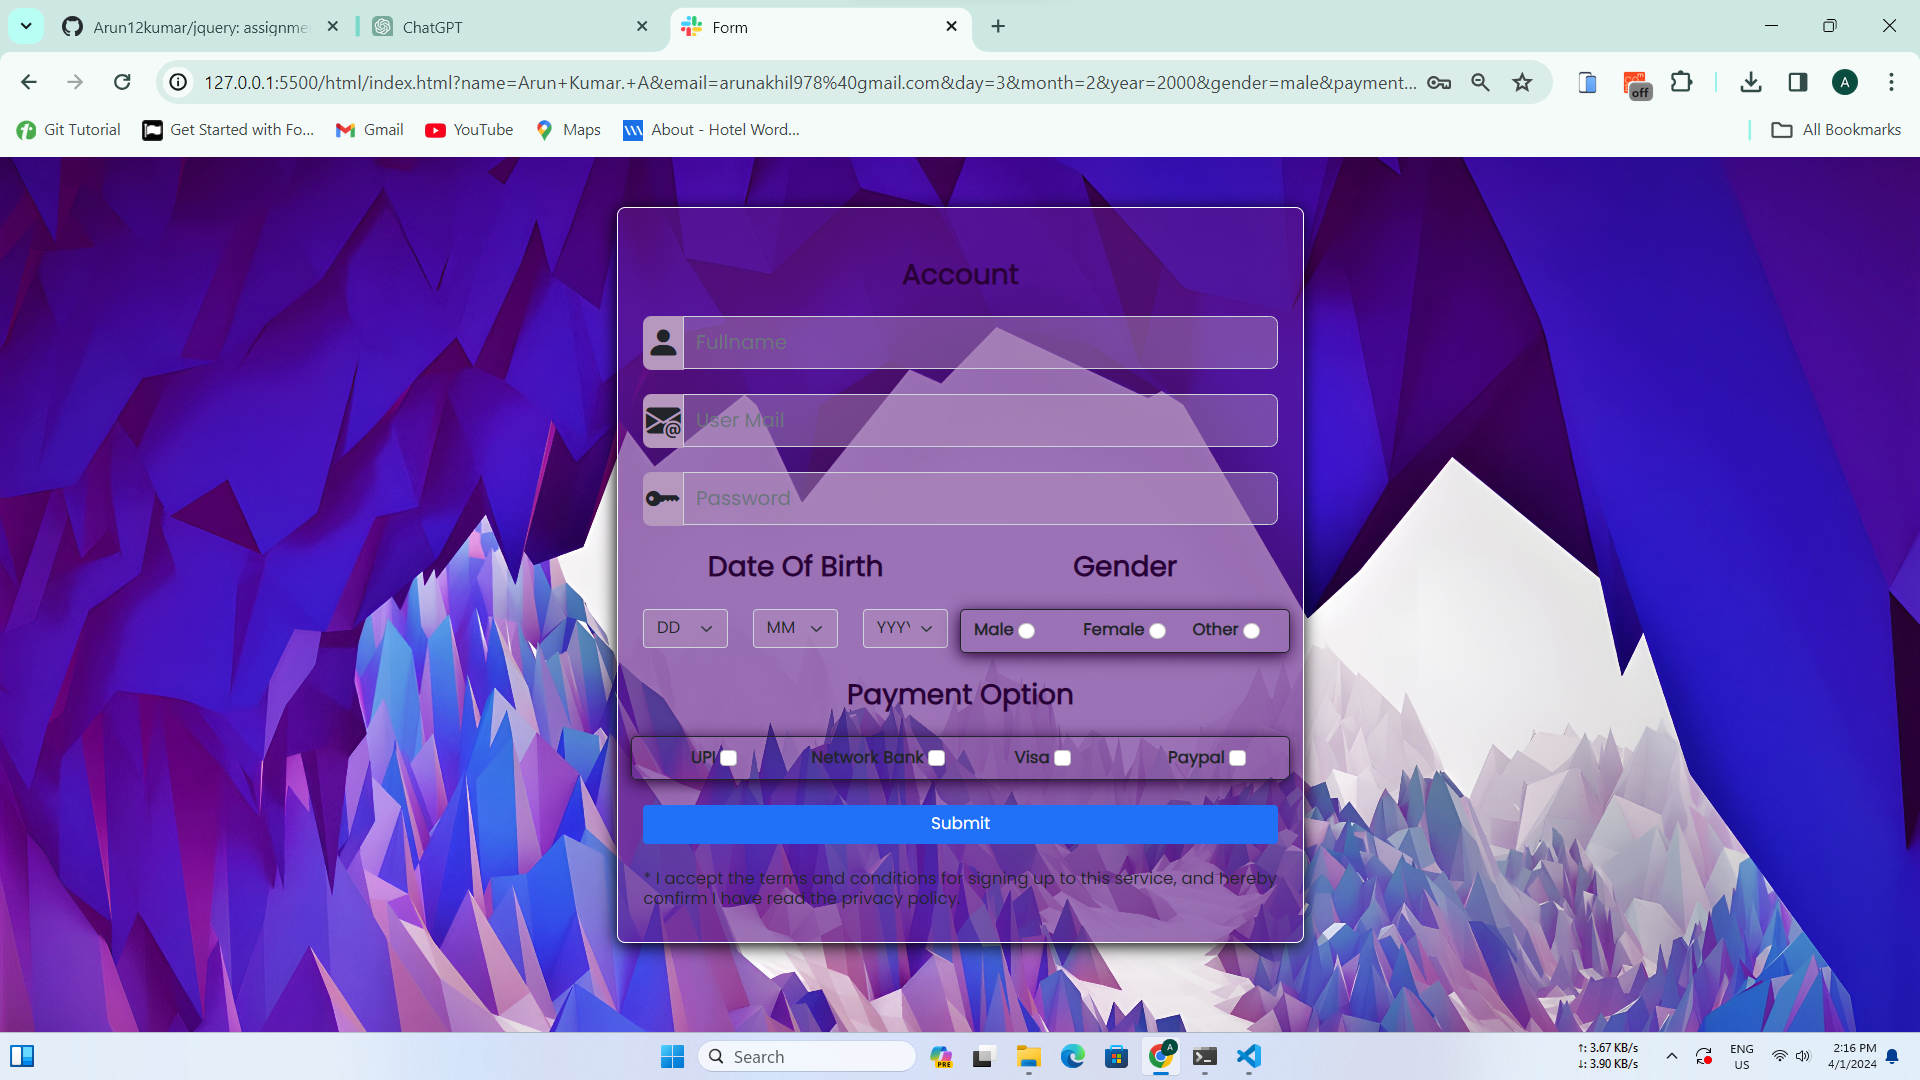 Arun12kumar/jquery: assignme
ChatGPT
Form
127.0.0.1:5500/html/index.html?name=Arun+Kumar.+A&email=arunakhil978%40gmail.com&day=3&month=2&year=2000&gender=male&payment...
off
A
Git Tutorial
Get Started with Fo...
Gmail
YouTube
Maps
About - Hotel Word...
All Bookmarks
Account
Fullname
@ User Mail
Password
Date Of Birth
Gender
DD
MM
YYYY
Male
Female
Other
Payment Option
UPI
Network Bank
Visa
Paypal
Submit
* I accept the terms and conditions for signing up to this service, and hereby
confirm I have read the privacy policy.
Search
PRE
A
↑: 3.67 KB/s
↓: 3.90 KB/s
ENG
US
2:16 PM
4/1/2024